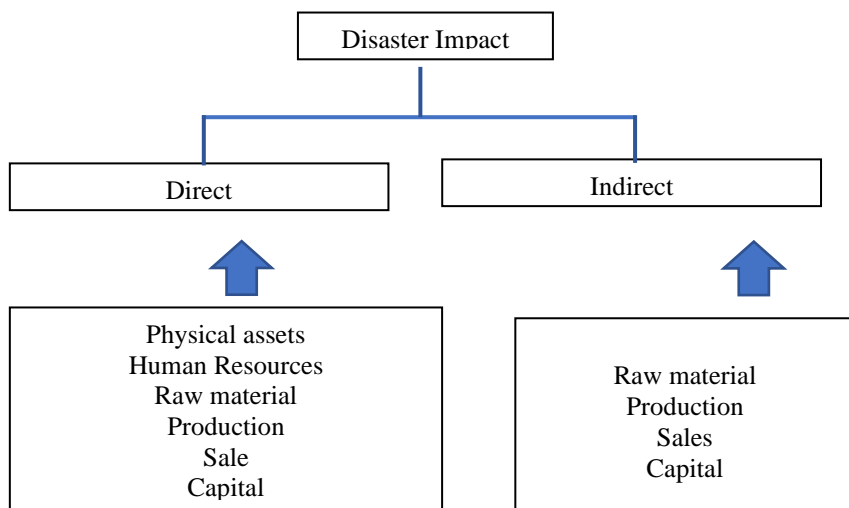 Disaster Impact
Direct
Indirect
Physical assets
Human Resources
Raw material
Production
Sale
Capital
Raw material
Production
Sales
Capital